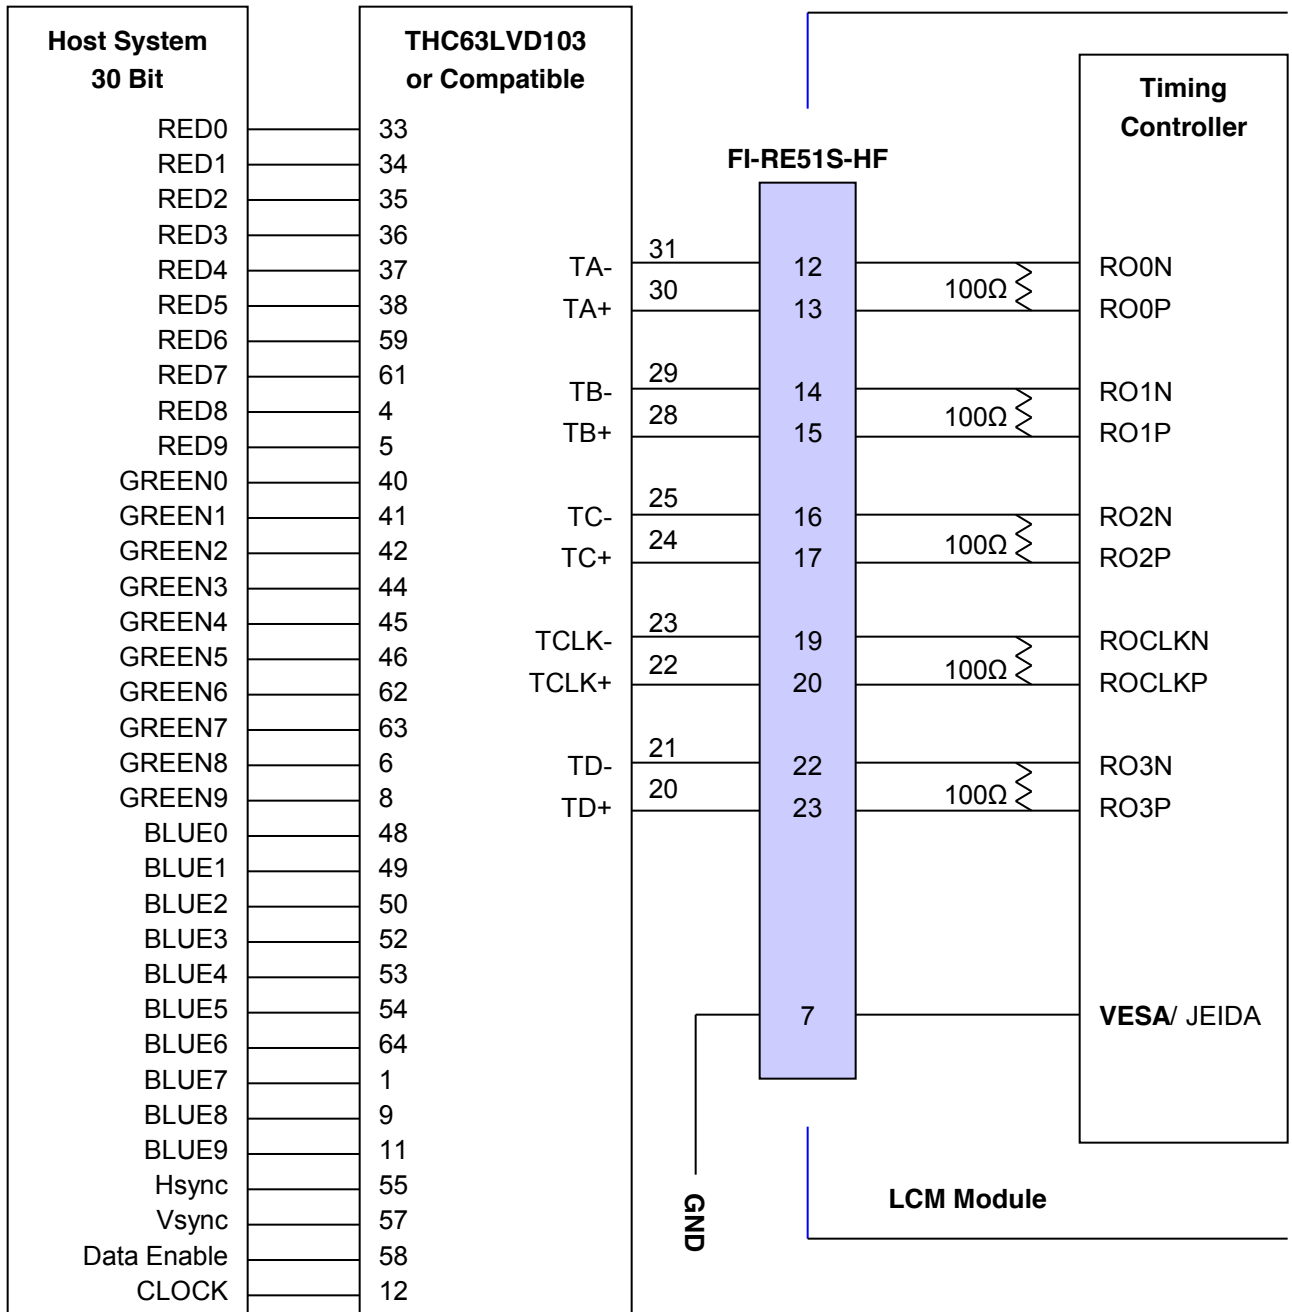 Host System
30 Bit
RED0
RED1
RED2
RED3
RED4
RED5
RED6
RED7
RED8
RED9
GREEN0
GREEN1
GREEN2
GREEN3
GREEN4
GREEN5
GREEN6
GREEN7
GREEN8
GREEN9
BLUE0
BLUE1
BLUE2
BLUE3
BLUE4
BLUE5
BLUE6
BLUE7
BLUE8
BLUE9
Hsync
Vsync
Data Enable
CLOCK
THC63LVD103
or Compatible
33
34
35
36
37
38
59
61
4
5
40
41
42
44
45
46
62
63
6
8
48
49
50
52
53
54
64
1
9
11
55
57
58
12
TA-
TA+
TB-
TB+
TC-
TC+
TCLK-
TCLK+
TD-
TD+
31
30
29
28
25
24
23
22
21
20
GND
FI-RE51S-HF
12
13
14
15
16
17
19
20
22
23
7
100Ω
100Ω
100Ω
100Ω
100Ω
Timing
Controller
RO0N
RO0P
RO1N
RO1P
RO2N
RO2P
ROCLKN
ROCLKP
RO3N
RO3P
VESA/ JEIDA
LCM Module